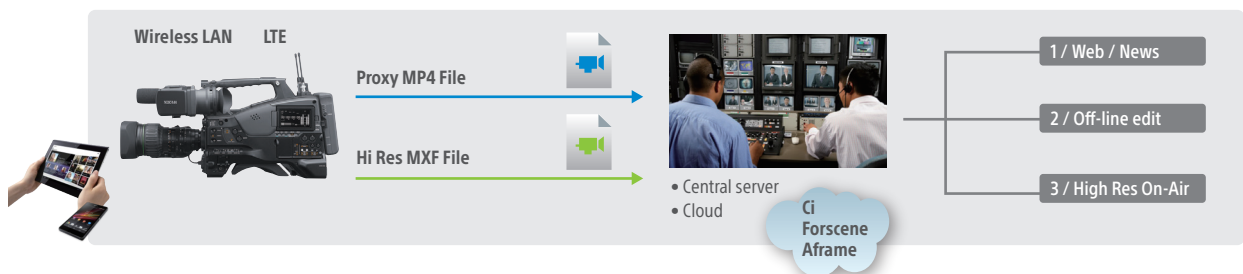 Wireless LAN LTE
Proxy MP4 File
Hi Res MXF File
• Central server
• Cloud
Ci
Forscene
Aframe
1 / Web / News
2 / Off-line edit
3 / High Res On-Air